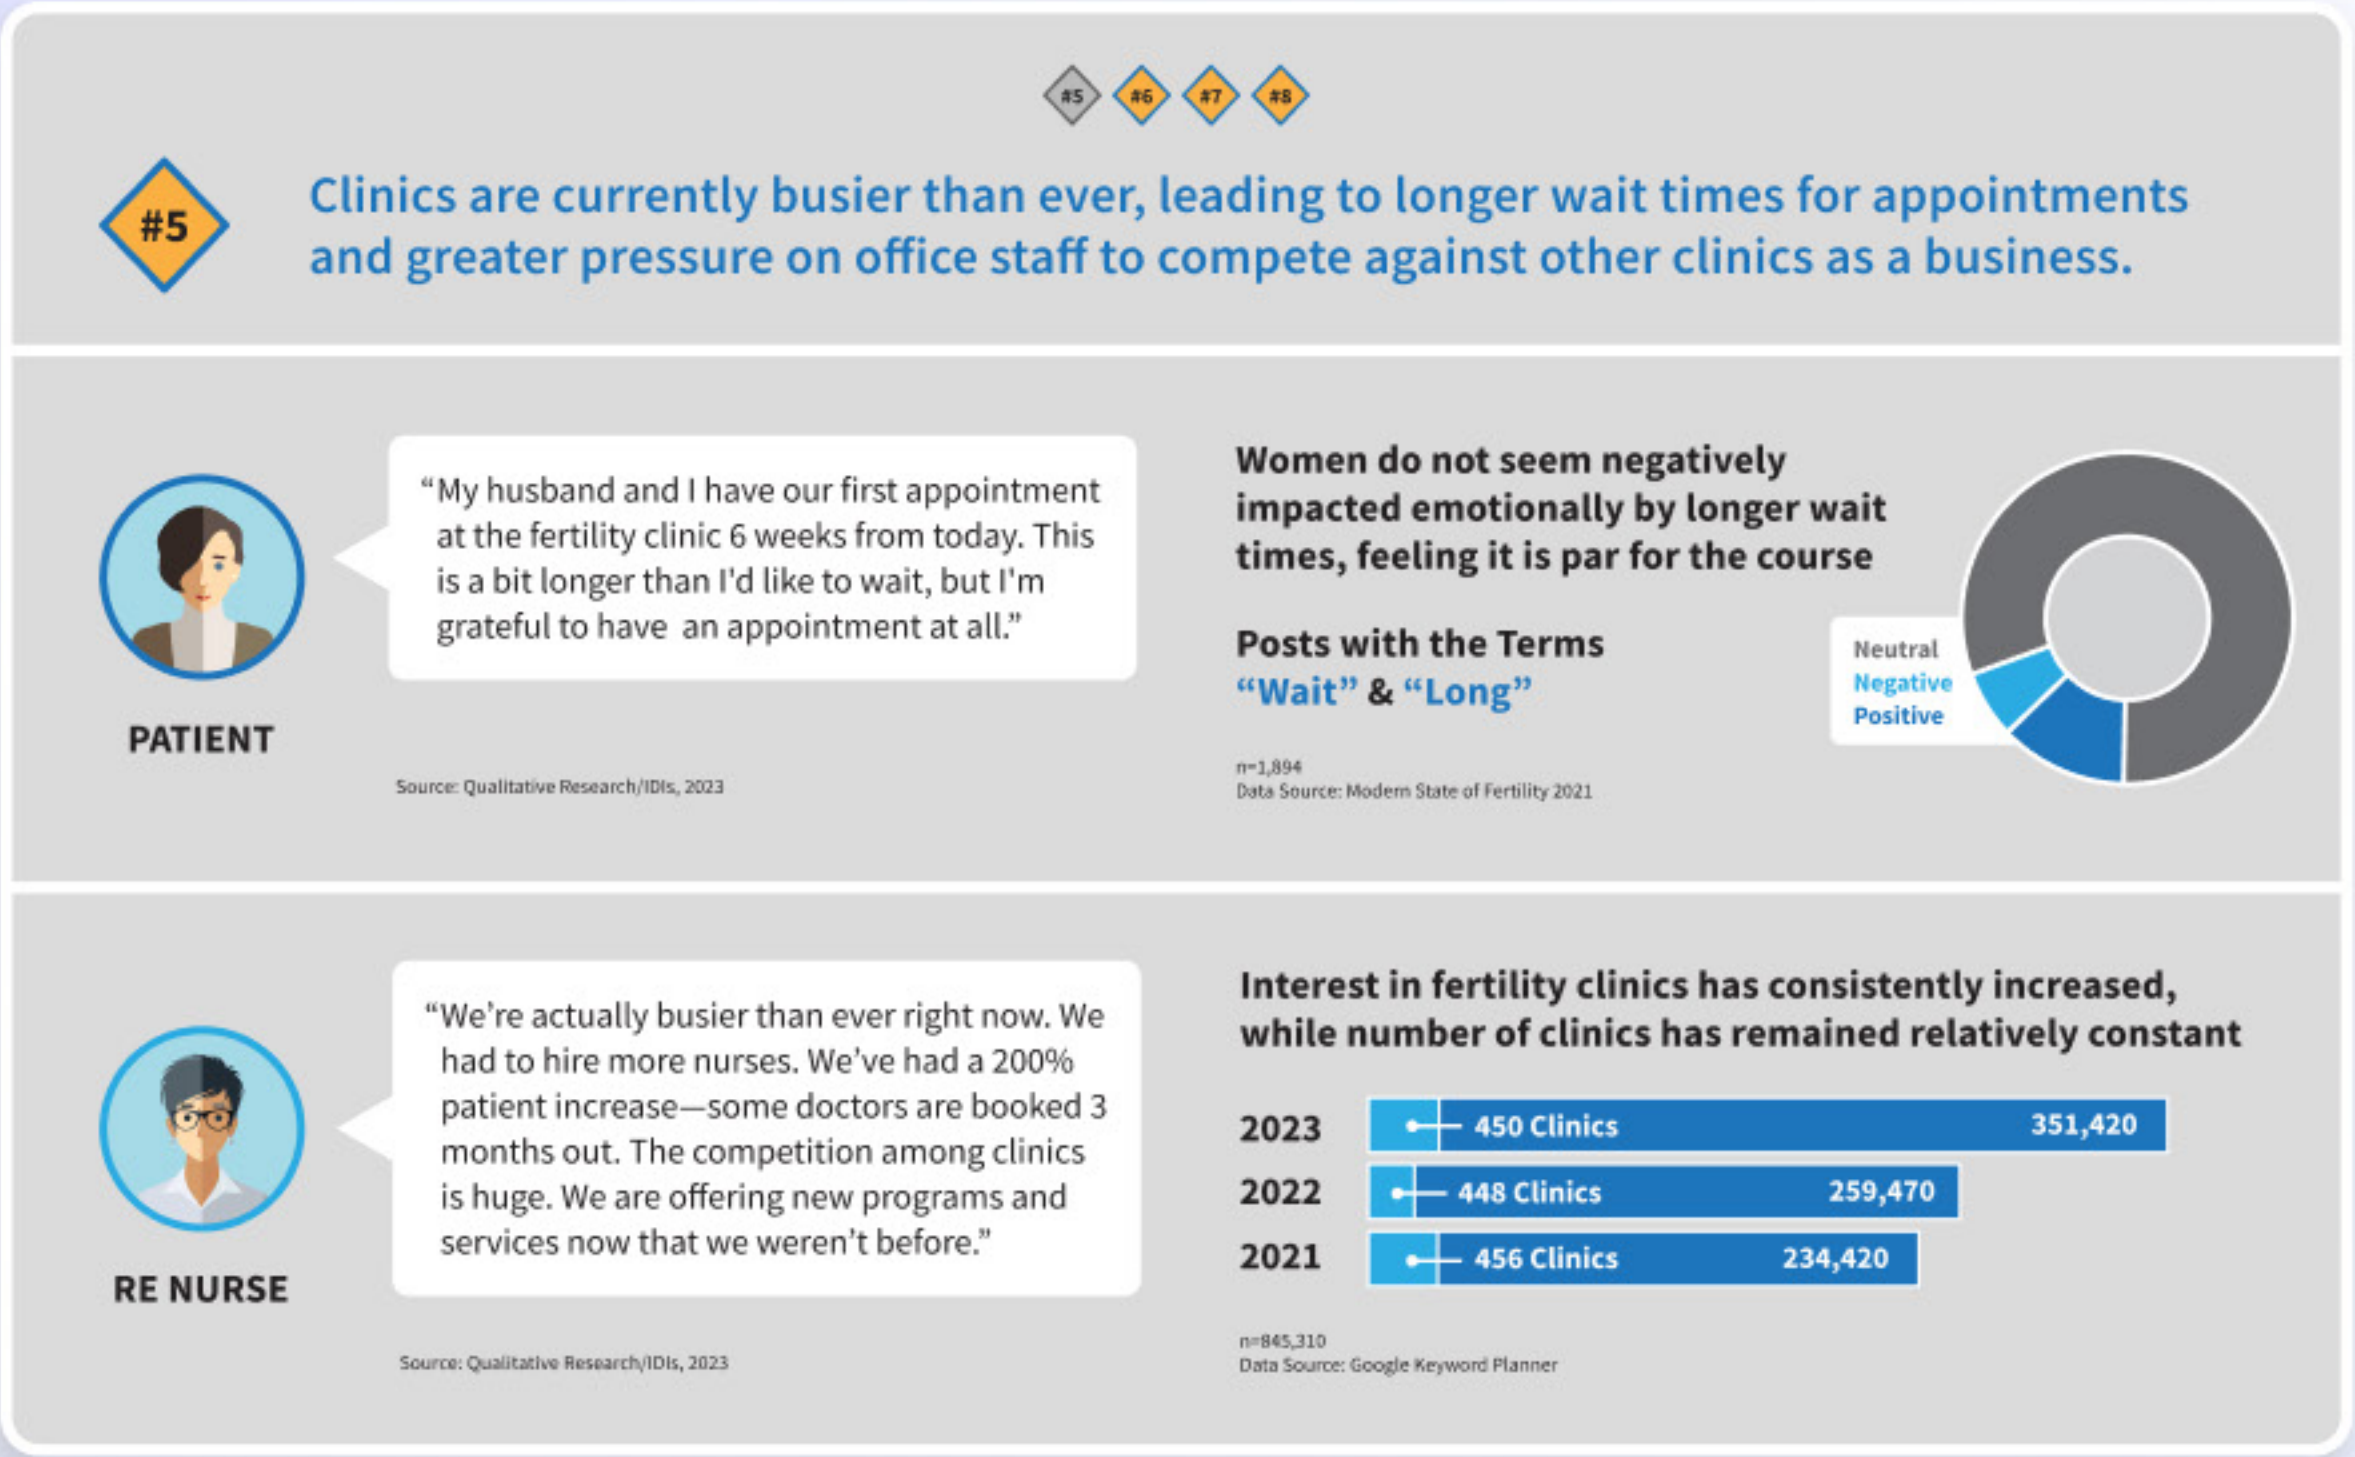 #5 #6 #7 #8
#5
Clinics are currently busier than ever, leading to longer wait times for appointments
and greater pressure on office staff to compete against other clinics as a business.
“My husband and I have our first appointment
at the fertility clinic 6 weeks from today. This
is a bit longer than I'd like to wait, but I'm
grateful to have an appointment at all.”
PATIENT
Source: Qualitative Research/IDIs, 2023
Women do not seem negatively
impacted emotionally by longer wait
times, feeling it is par for the course
Posts with the Terms
“Wait” & “Long”
n=1,894
Data Source: Modern State of Fertility 2021
Neutral
Negative
Positive
“We’re actually busier than ever right now. We
had to hire more nurses. We’ve had a 200%
patient increase—some doctors are booked 3
months out. The competition among clinics
is huge. We are offering new programs and
services now that we weren’t before.”
RE NURSE
Source: Qualitative Research/IDIs, 2023
Interest in fertility clinics has consistently increased,
while number of clinics has remained relatively constant
2023 450 Clinics 351,420
2022 448 Clinics 259,470
2021 456 Clinics 234,420
n=845,310
Data Source: Google Keyword Planner